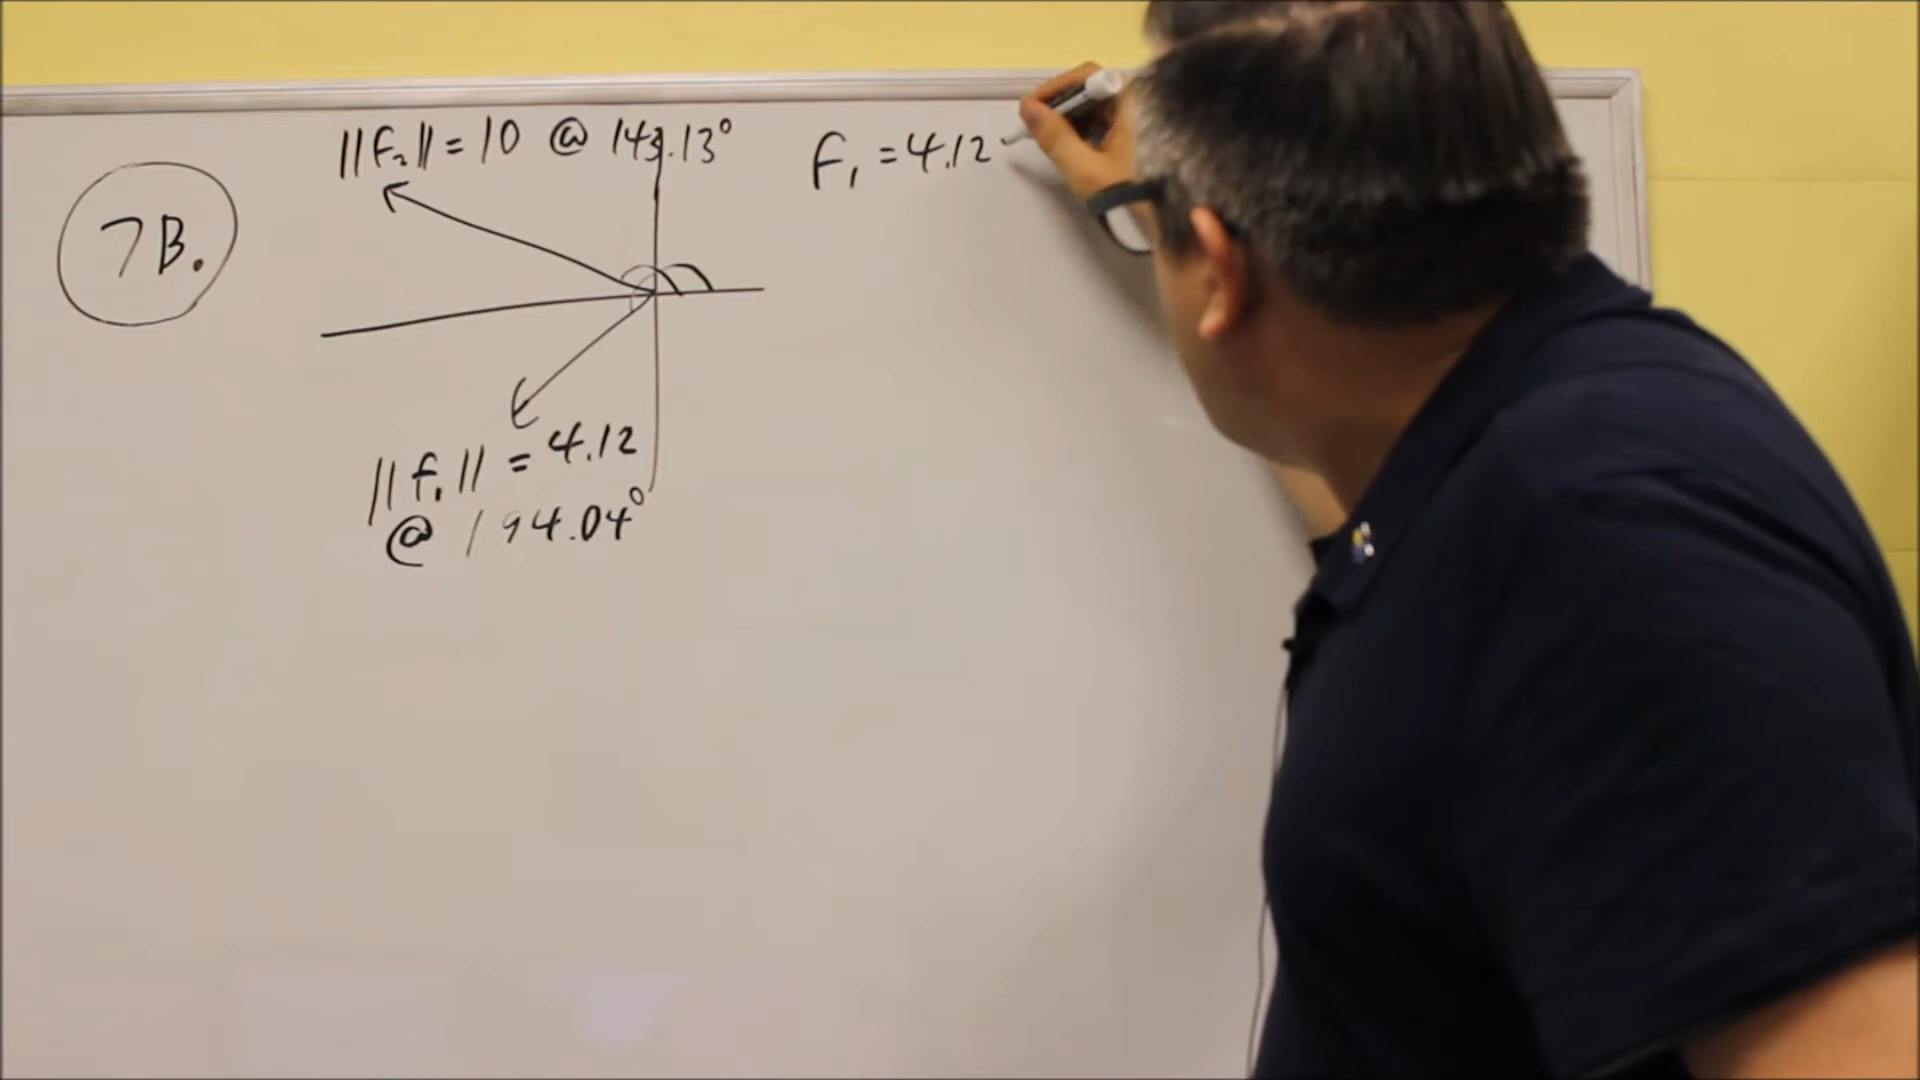 7B.
||F₂|| = 10 @ 143.13°
F₁ = 4.12
||F₁|| = 4.12
@ 194.04°